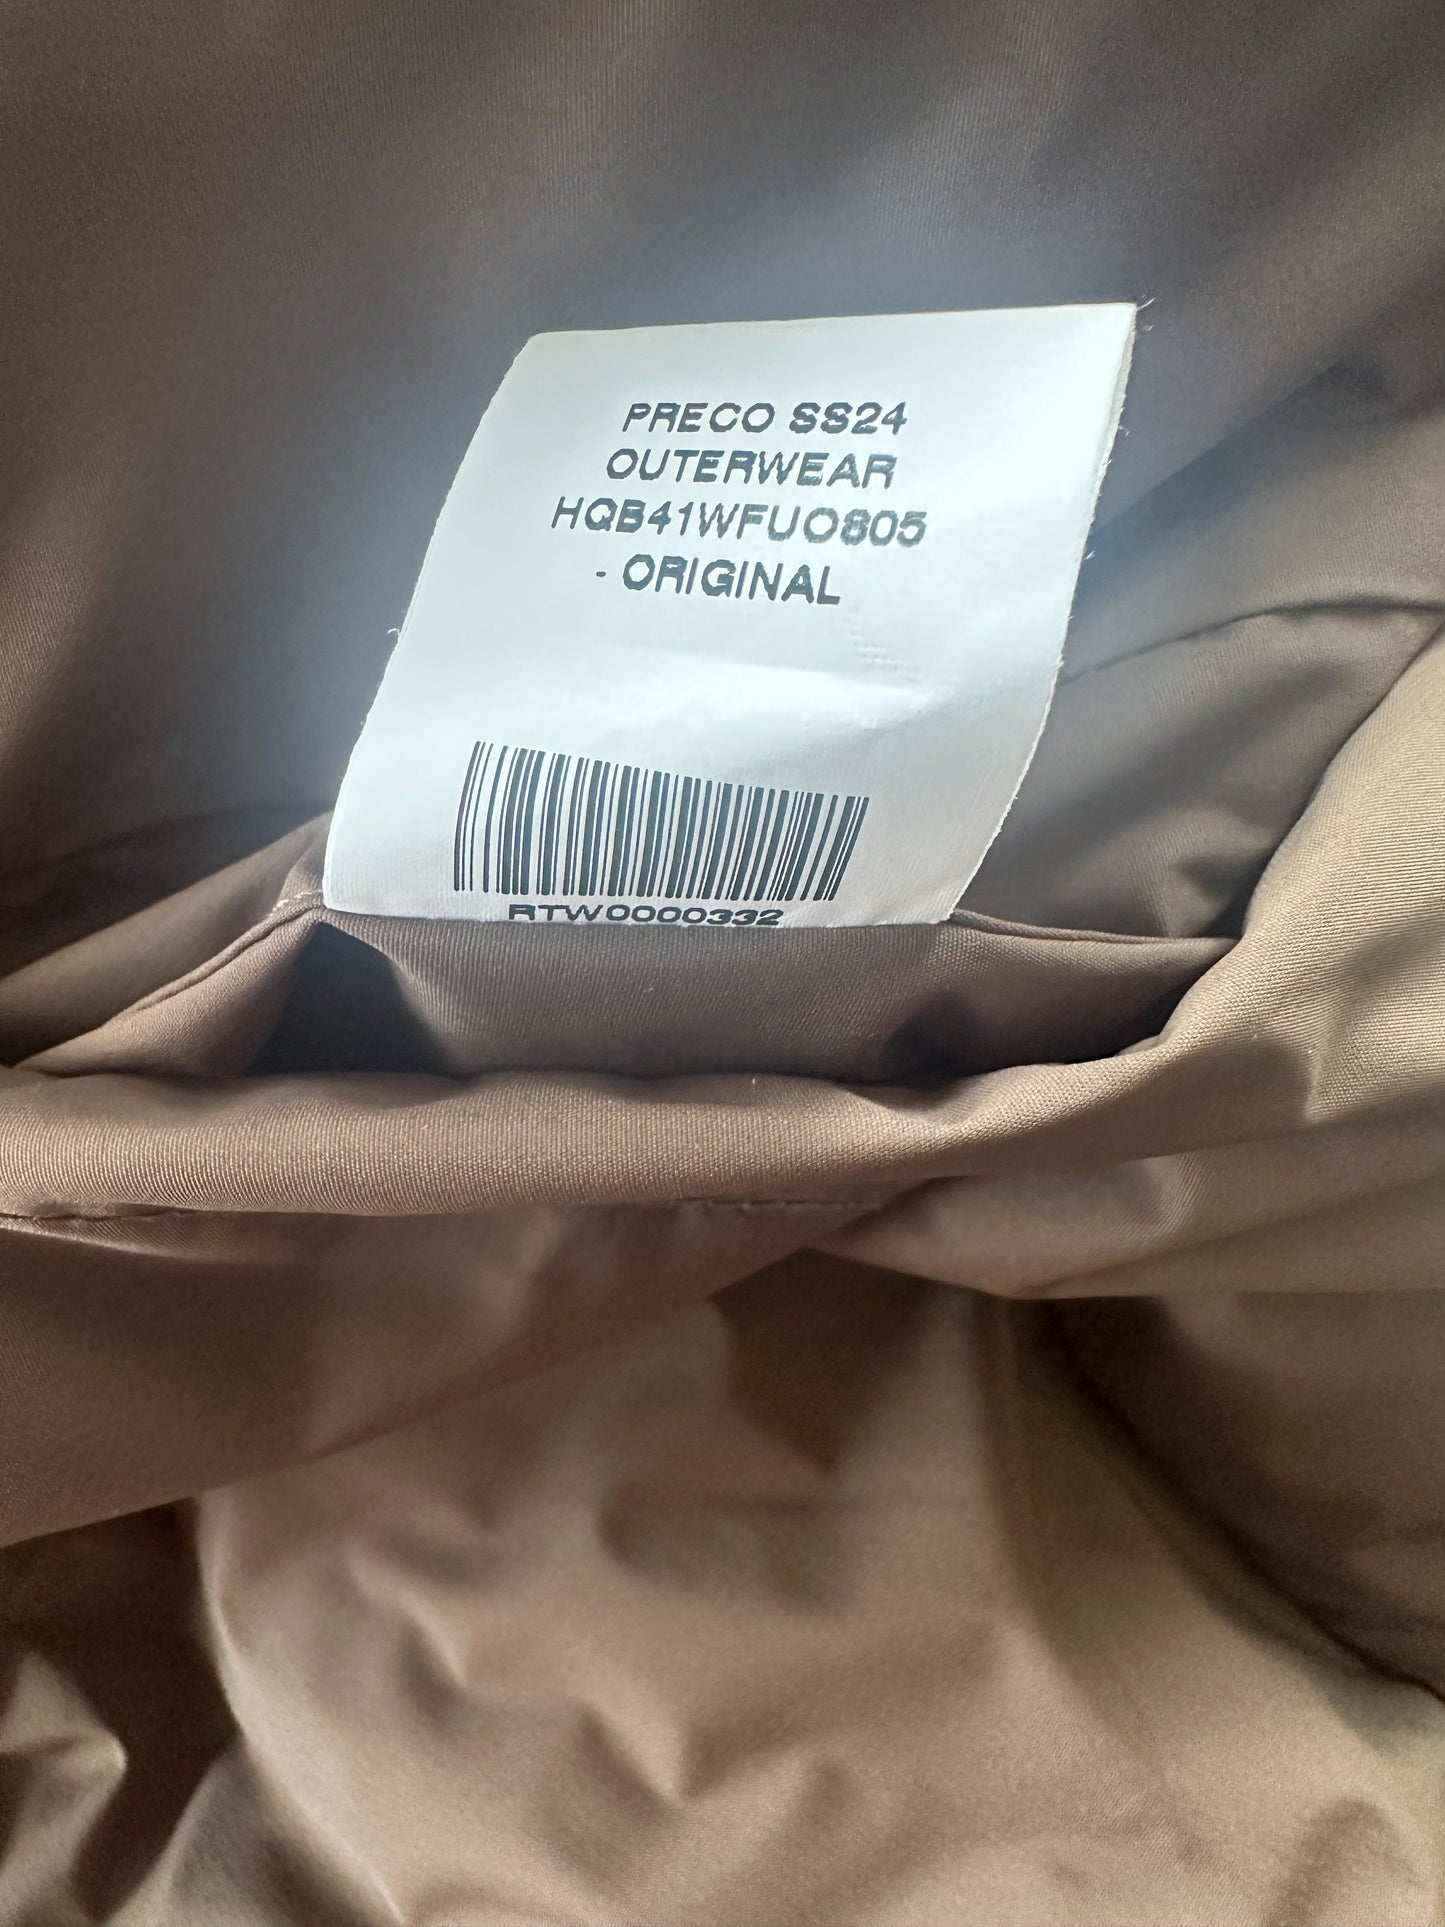 PRECO SS24
OUTERWEAR
HQB41WFUO805
- ORIGINAL
RTW0000332